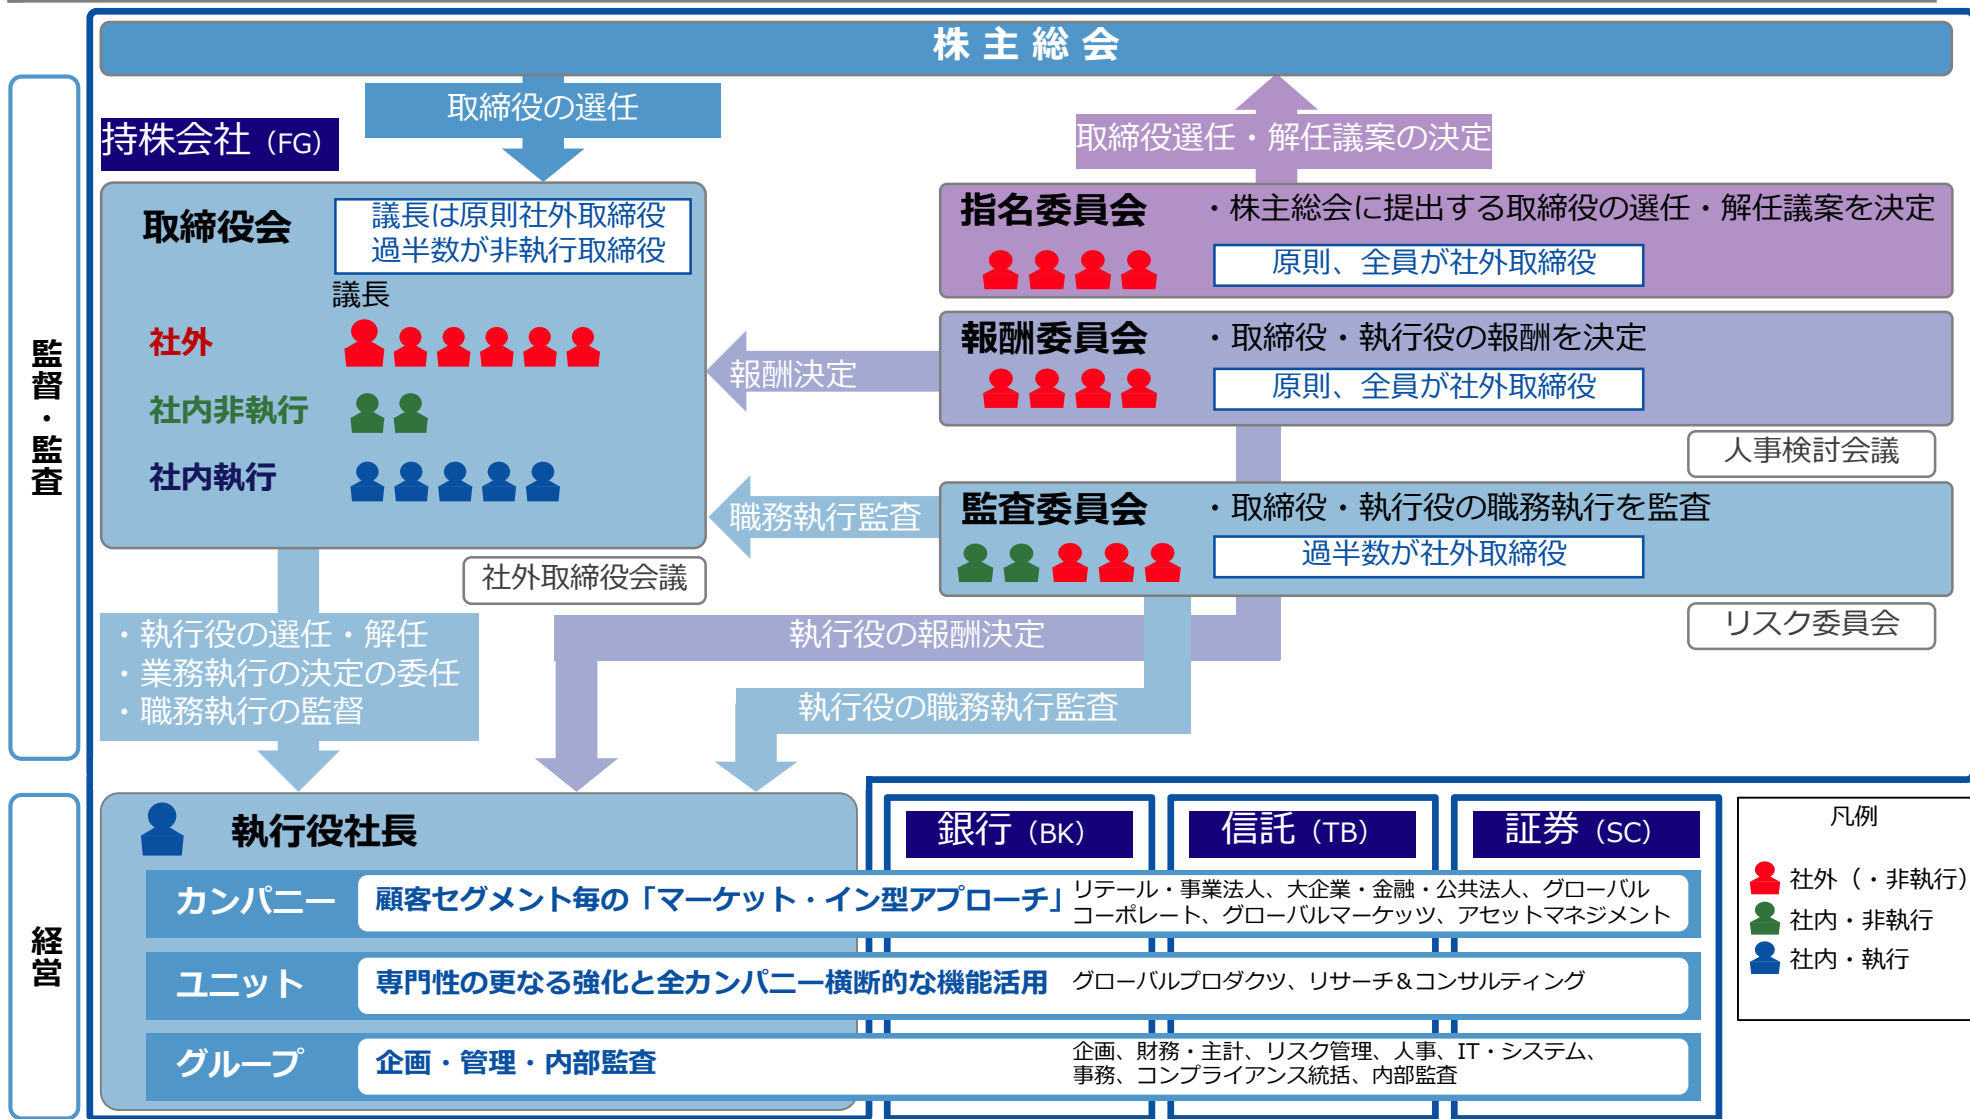 株主総会
取締役の選任
持株会社（FG）
取締役選任・解任議案の決定
監督・監査
取締役会
議長は原則社外取締役
過半数が非執行取締役
議長
社外
社内非執行
社内執行
指名委員会
・株主総会に提出する取締役の選任・解任議案を決定
原則、全員が社外取締役
報酬決定
報酬委員会
・取締役・執行役の報酬を決定
原則、全員が社外取締役
人事検討会議
職務執行監査
監査委員会
・取締役・執行役の職務執行を監査
過半数が社外取締役
社外取締役会議
リスク委員会
・執行役の選任・解任
・業務執行の決定の委任
・職務執行の監督
執行役の報酬決定
執行役の職務執行監査
経営
執行役社長
銀行（BK）
信託（TB）
証券（SC）
カンパニー
顧客セグメント毎の「マーケット・イン型アプローチ」
リテール・事業法人、大企業・金融・公共法人、グローバル
コーポレート、グローバルマーケッツ、アセットマネジメント
ユニット
専門性の更なる強化と全カンパニー横断的な機能活用
グローバルプロダクツ、リサーチ＆コンサルティング
グループ
企画・管理・内部監査
企画、財務・主計、リスク管理、人事、IT・システム、
事務、コンプライアンス統括、内部監査
凡例
社外（・非執行）
社内・非執行
社内・執行